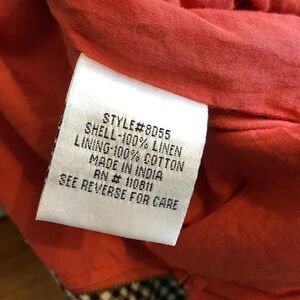 STYLE#8D55
SHELL-100% LINEN
LINING-100% COTTON
MADE IN INDIA
RN # 110811
SEE REVERSE FOR CARE